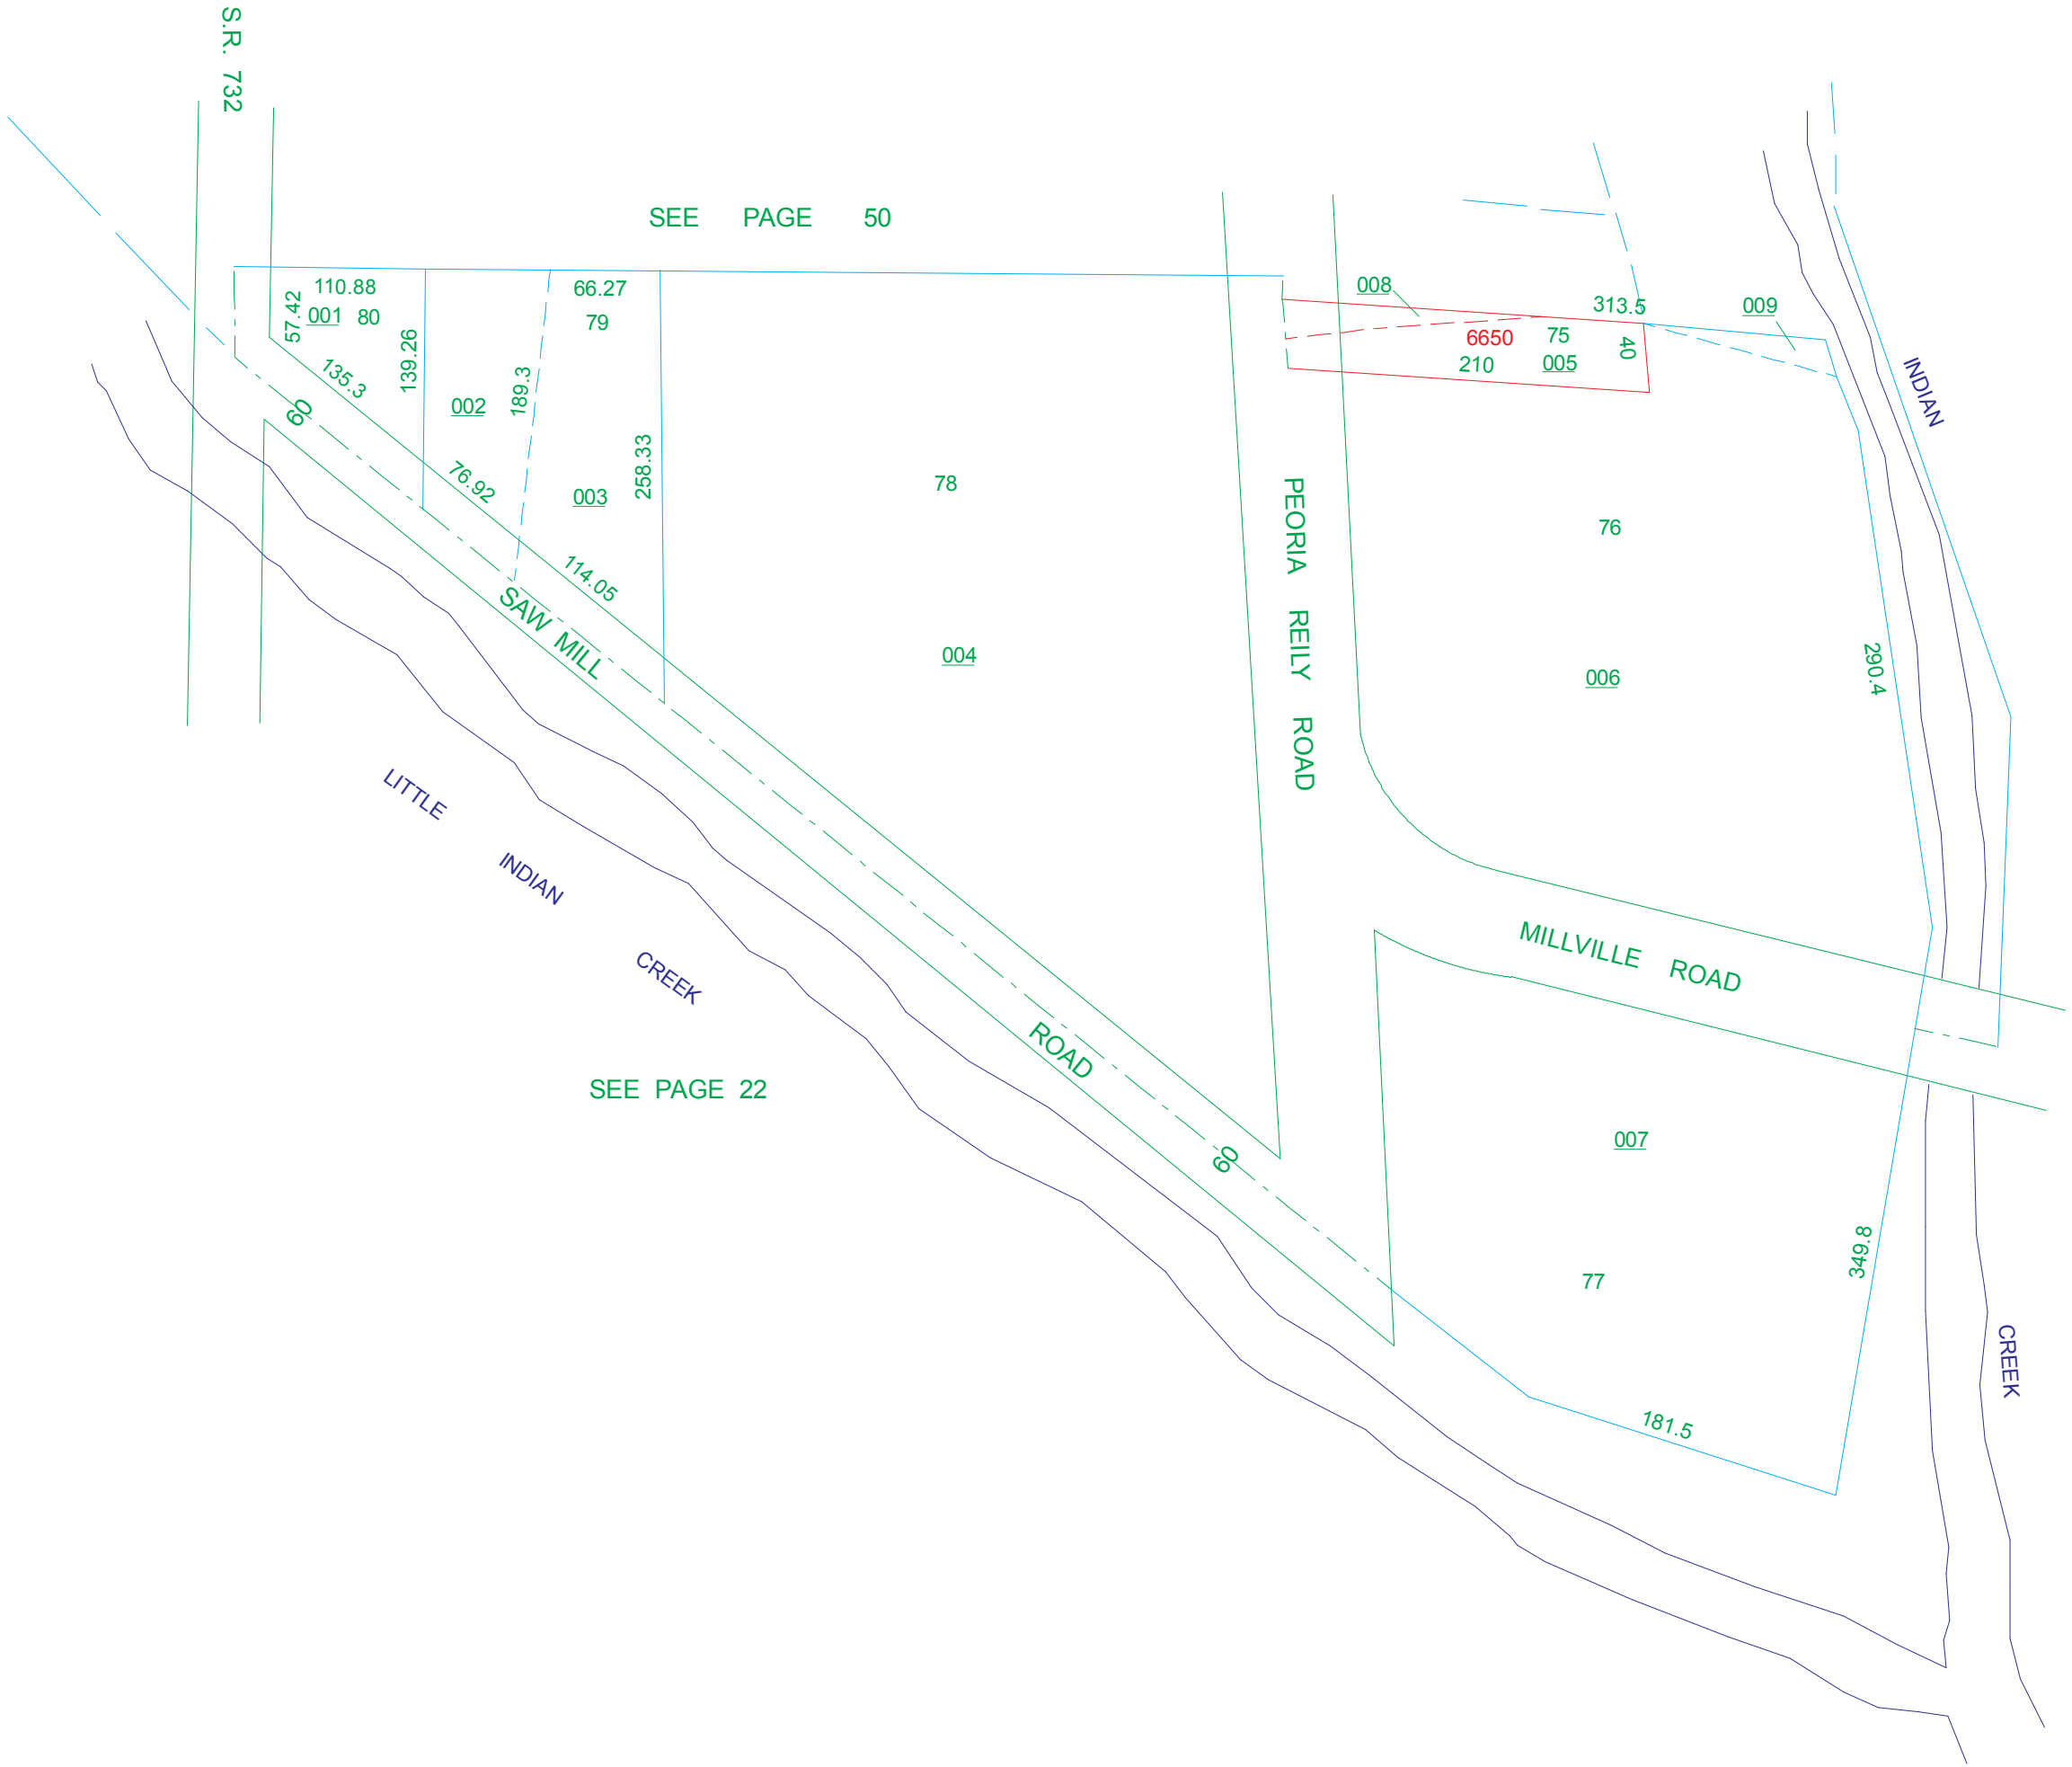 S.R. 732
SEE PAGE 50
110.88
57.42
001 80
135.3
139.26
60
002
76.92
189.3
66.27
79
003
258.33
114.05
78
004
SAW MILL
ROAD
60
LITTLE
INDIAN
CREEK
SEE PAGE 22
PEORIA REILY ROAD
008
313.5
009
6650
75
40
210
005
INDIAN
76
006
290.4
MILLVILLE ROAD
007
77
349.8
181.5
CREEK